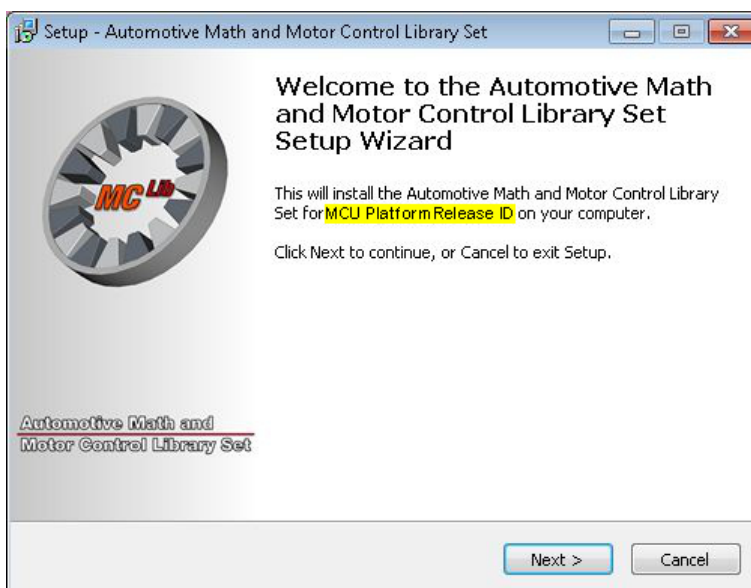 Setup - Automotive Math and Motor Control Library Set
Welcome to the Automotive Math
and Motor Control Library Set
Setup Wizard
This will install the Automotive Math and Motor Control Library
Set for MCU Platform Release ID on your computer.
Click Next to continue, or Cancel to exit Setup.
MC Lib
Automotive Math and
Motor Control Library Set
Next >
Cancel